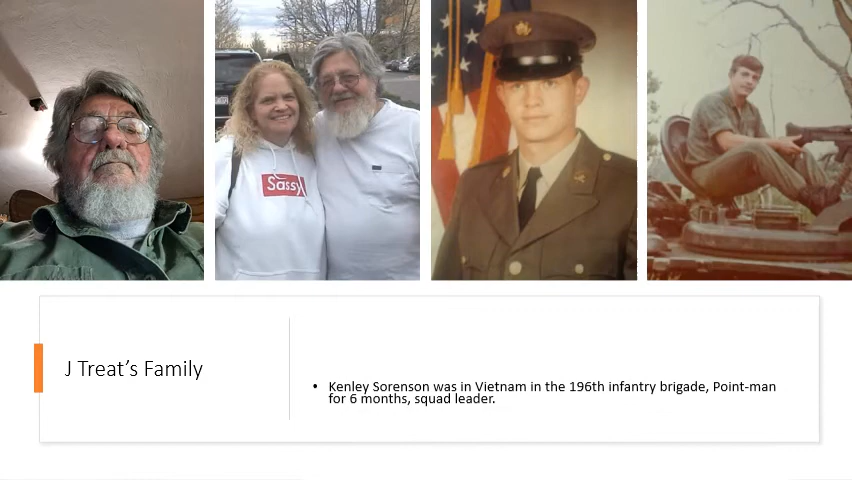 Sassy
J Treat's Family
• Kenley Sorenson was in Vietnam in the 196th infantry brigade, Point-man
for 6 months, squad leader.